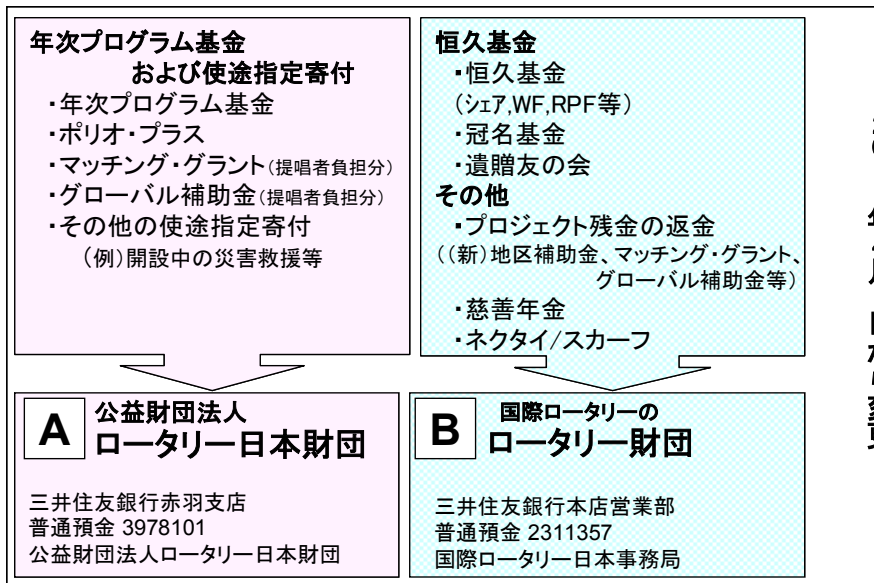 年次プログラム基金
および使途指定寄付
・年次プログラム基金
・ポリオ・プラス
・マッチング・グラント(提唱者負担分)
・グローバル補助金(提唱者負担分)
・その他の使途指定寄付
(例)開設中の災害救援等
A 公益財団法人
ロータリー日本財団
三井住友銀行赤羽支店
普通預金 3978101
公益財団法人ロータリー日本財団
恒久基金
・恒久基金
(シェア,WF,RPF等)
・冠名基金
・遺贈友の会
その他
・プロジェクト残金の返金
((新)地区補助金、マッチング・グラント、
グローバル補助金等)
・慈善年金
・ネクタイ/スカーフ
B 国際ロータリーの
ロータリー財団
三井住友銀行本店営業部
普通預金 2311357
国際ロータリー日本事務局